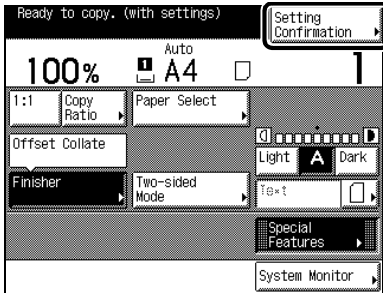 Ready to copy. (with settings)
Setting
Confirmation
100%
Auto
1
A4
1
1:1
Copy
Ratio
Paper Select
Offset Collate
Light
A
Dark
Finisher
Two-sided
Mode
Text
Special
Features
System Monitor